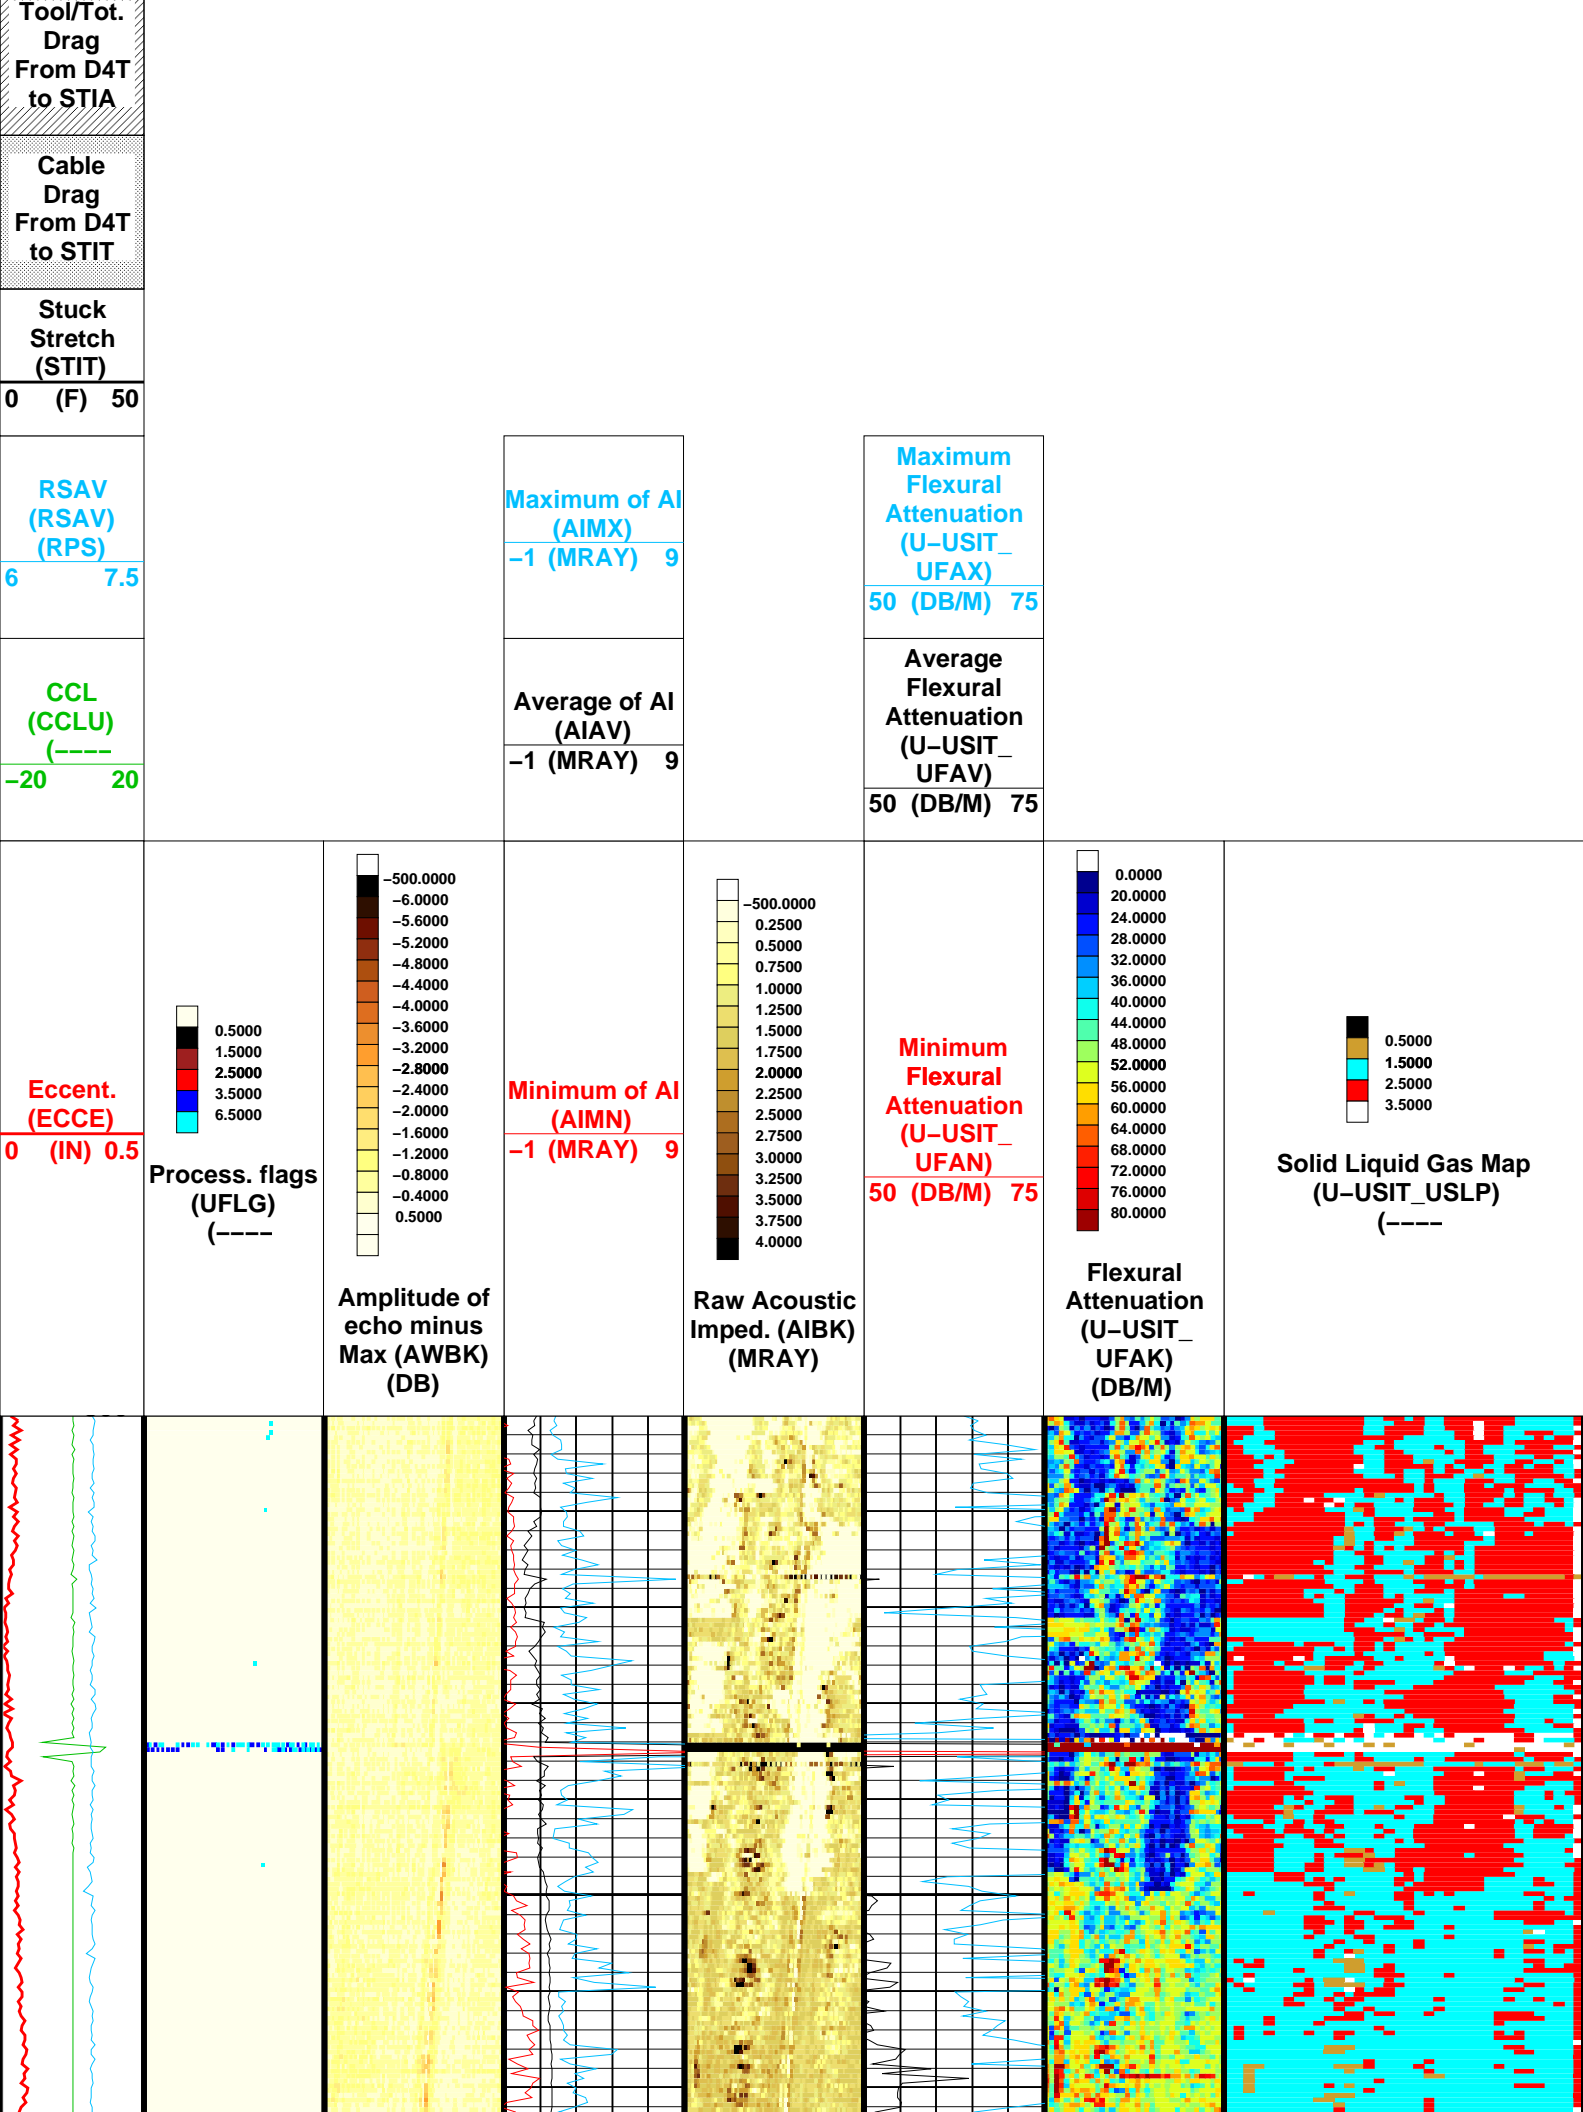 Tool/Tot.
Drag
From D4T
to STIA
Cable
Drag
From D4T
to STIT
Stuck
Stretch
(STIT)
0 (F) 50
RSAV
(RSAV)
(RPS)
6 7.5
CCL
(CCLU)
(−−−−
−20 20
Eccent.
(ECCE)
0 (IN) 0.5
0.5000
1.5000
2.5000
3.5000
6.5000
Process. flags
(UFLG)
(−−−−
−500.0000
−6.0000
−5.6000
−5.2000
−4.8000
−4.4000
−4.0000
−3.6000
−3.2000
−2.8000
−2.4000
−2.0000
−1.6000
−1.2000
−0.8000
−0.4000
0.5000
Amplitude of
echo minus
Max (AWBK)
(DB)
Maximum of AI
(AIMX)
−1 (MRAY) 9
Average of AI
(AIAV)
−1 (MRAY) 9
Minimum of AI
(AIMN)
−1 (MRAY) 9
−500.0000
0.2500
0.5000
0.7500
1.0000
1.2500
1.5000
1.7500
2.0000
2.2500
2.5000
2.7500
3.0000
3.2500
3.5000
3.7500
4.0000
Raw Acoustic
Imped. (AIBK)
(MRAY)
Maximum
Flexural
Attenuation
(U−USIT_
UFAX)
50 (DB/M) 75
Average
Flexural
Attenuation
(U−USIT_
UFAV)
50 (DB/M) 75
Minimum
Flexural
Attenuation
(U−USIT_
UFAN)
50 (DB/M) 75
0.0000
20.0000
24.0000
28.0000
32.0000
36.0000
40.0000
44.0000
48.0000
52.0000
56.0000
60.0000
64.0000
68.0000
72.0000
76.0000
80.0000
Flexural
Attenuation
(U−USIT_
UFAK)
(DB/M)
0.5000
1.5000
2.5000
3.5000
Solid Liquid Gas Map
(U−USIT_USLP)
(−−−−